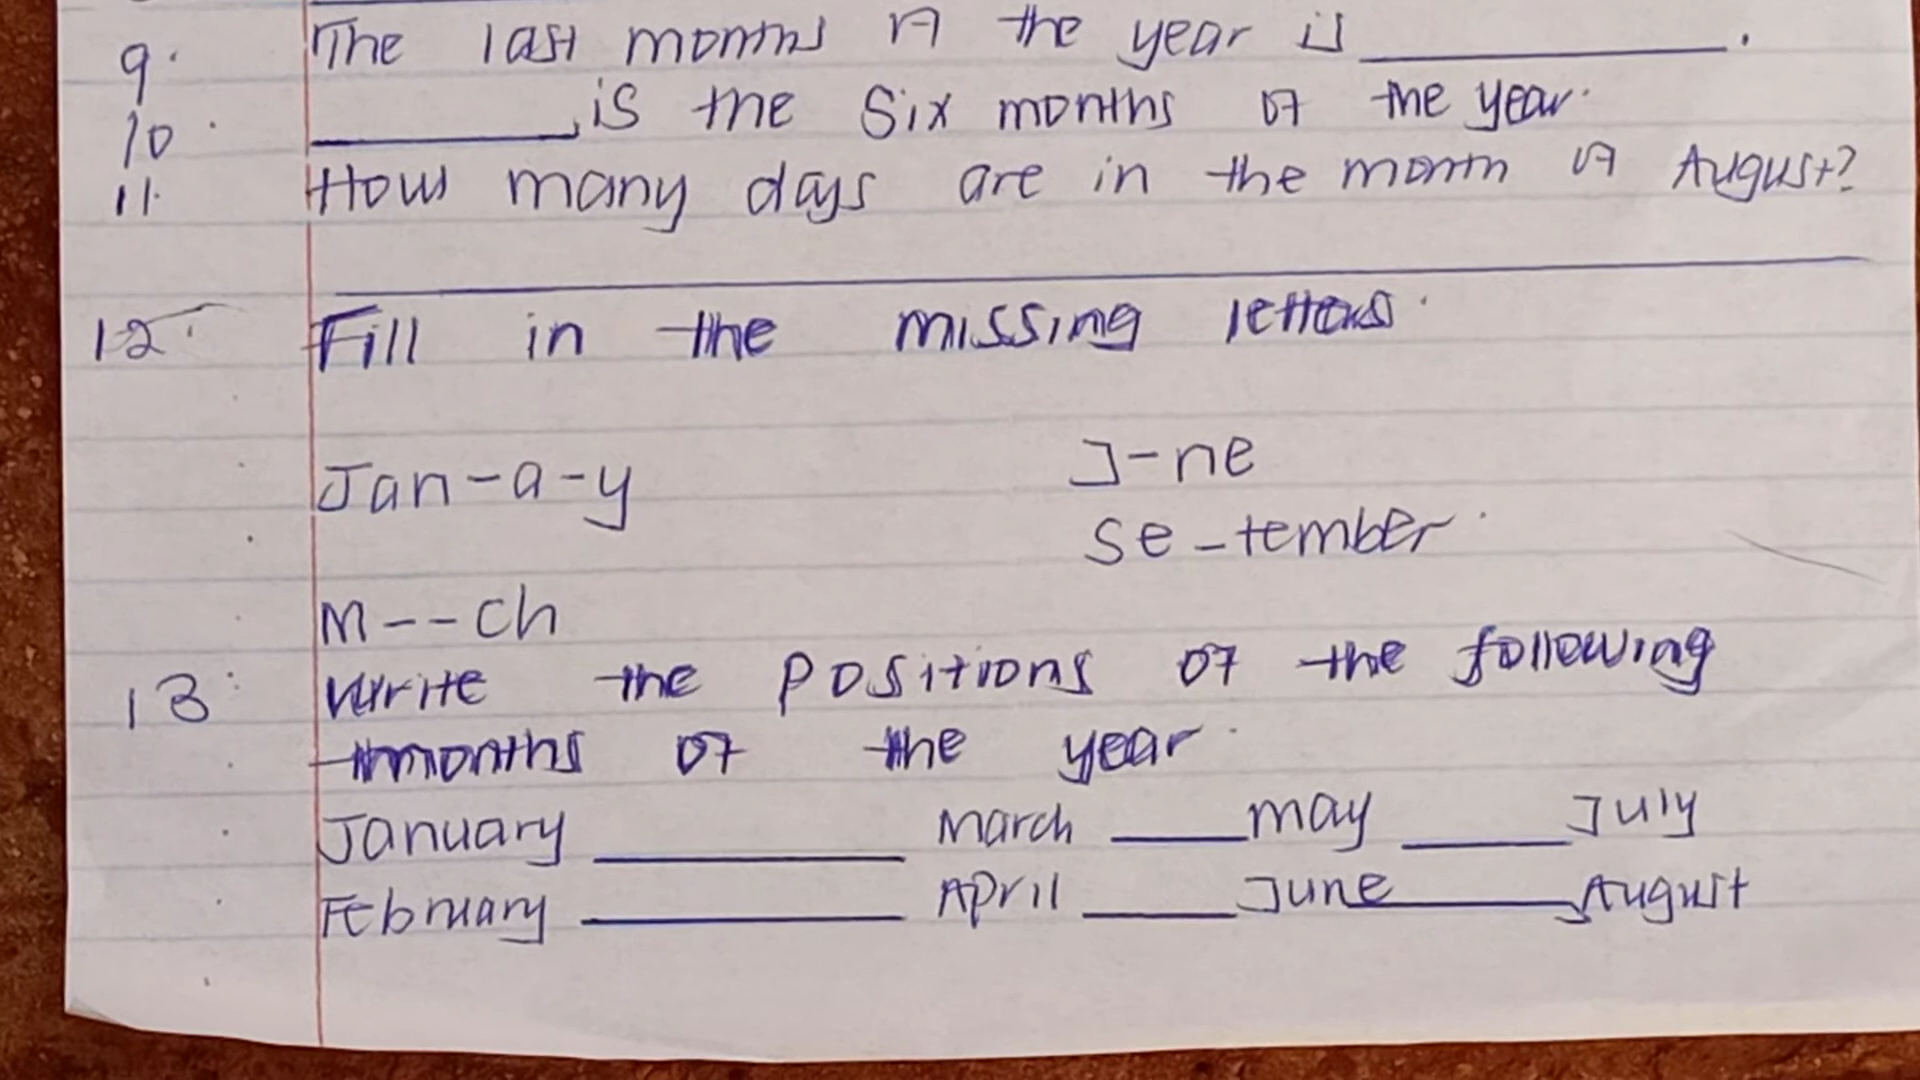 9. The last months of the year is ________.
10. ________ is the Six months of the year.
11. How many days are in the month of August?
12. Fill in the missing letters.
Jan-a-y J-ne
se-tember.
M--ch
13. Write the positions of the following
months of the year.
January ________ March ____ may ____ July
February ________ April ____ June ____ August